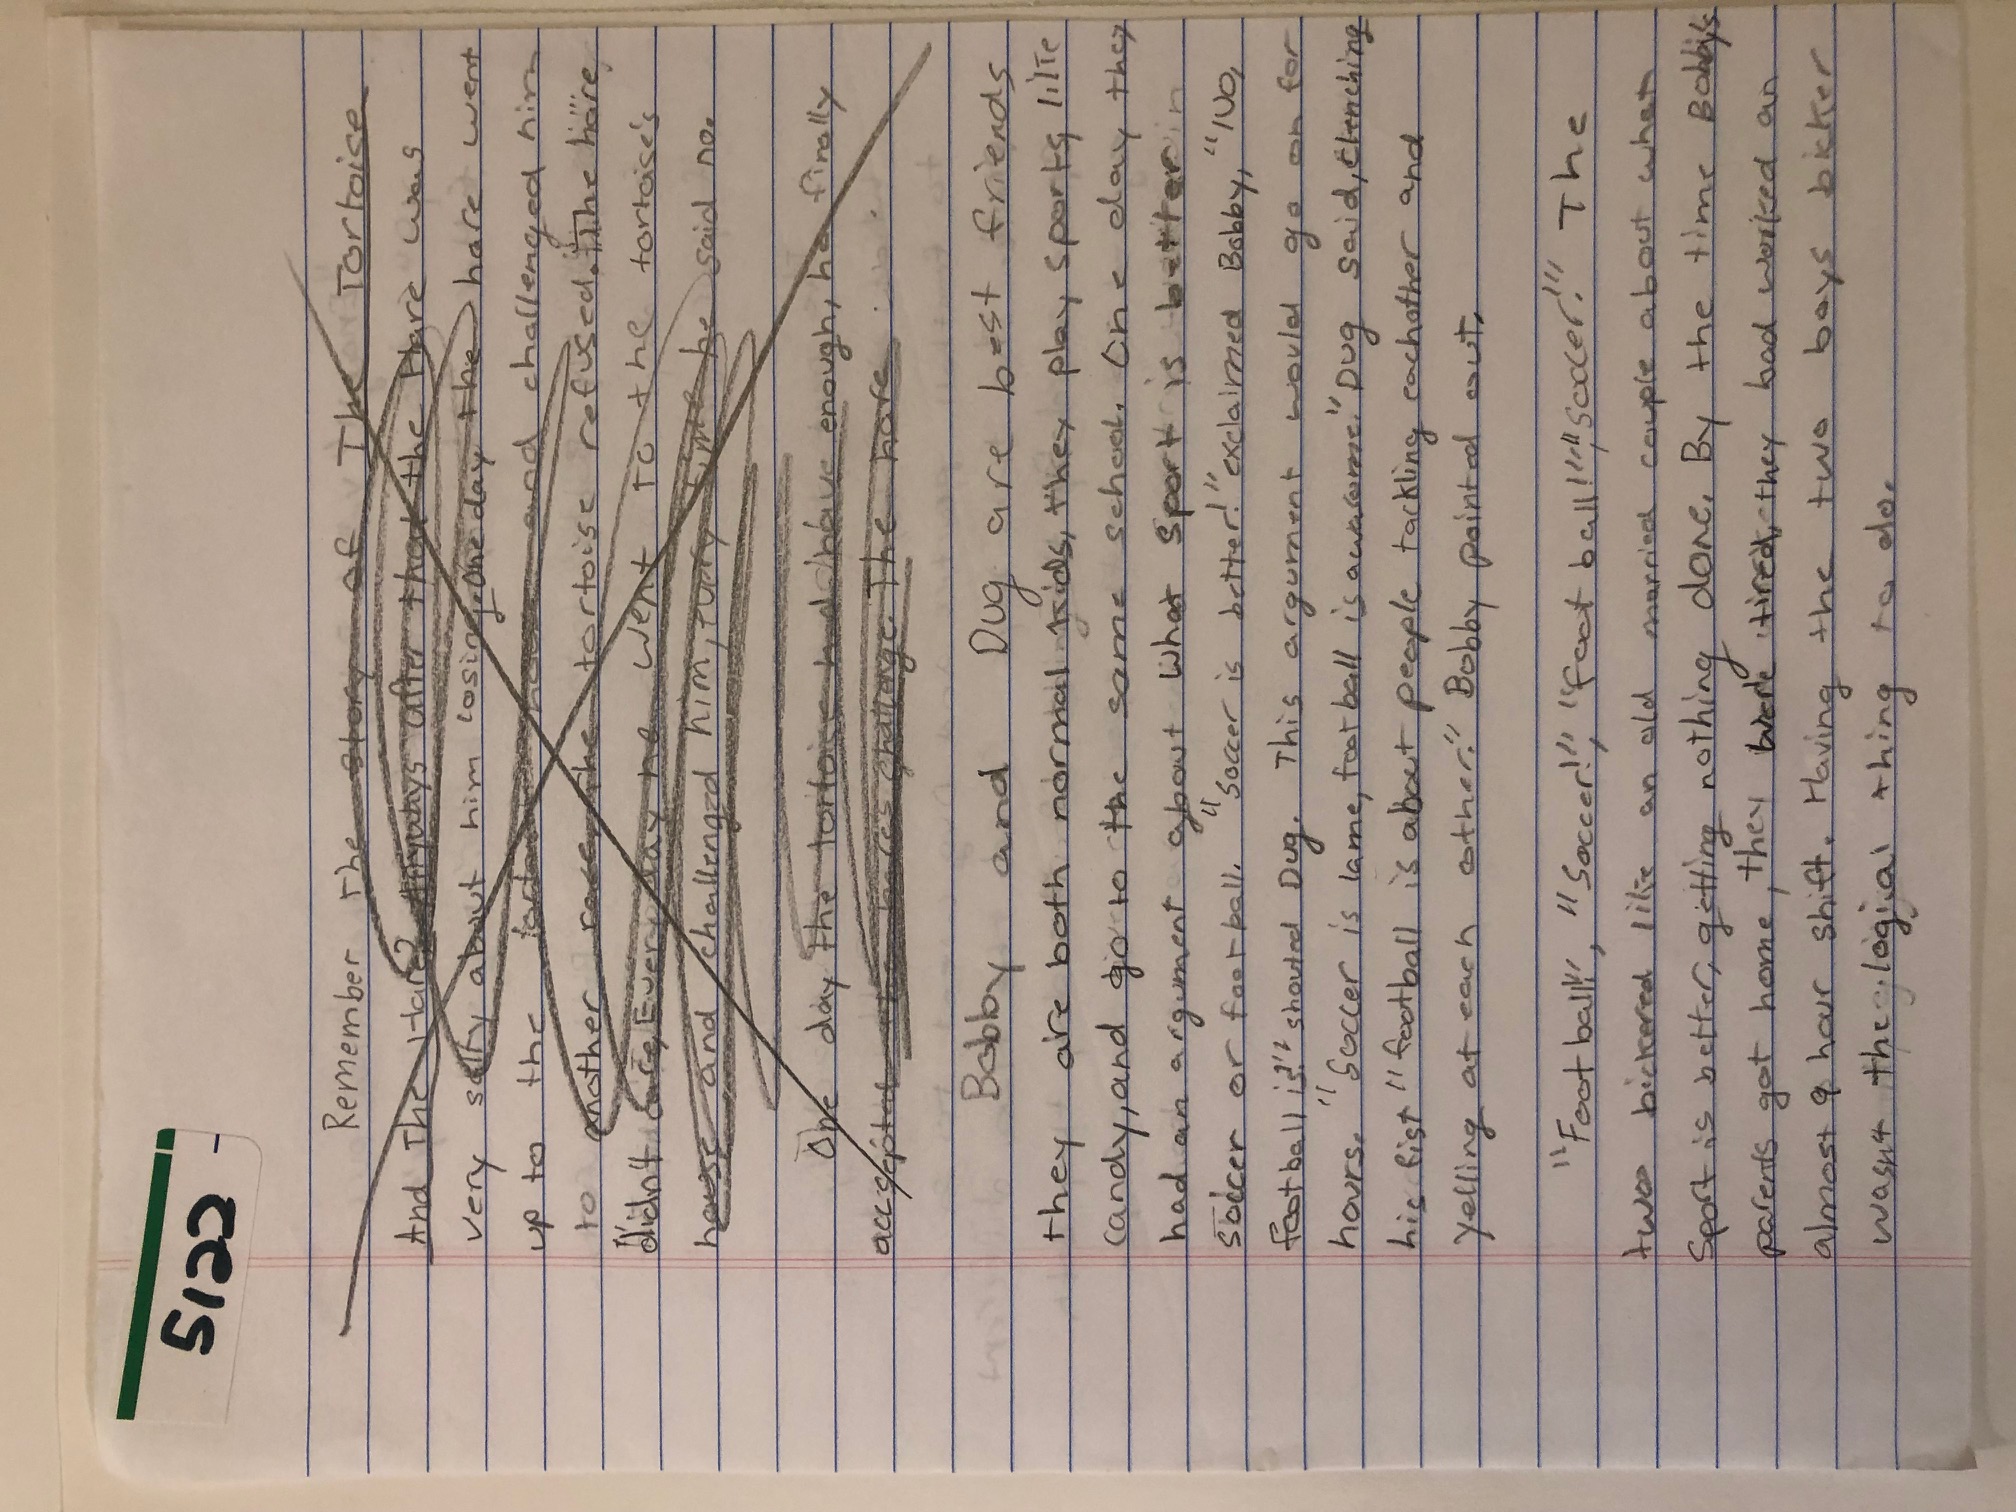 5122
Remember the story of The Tortoise
And The Hare? Anyways after that the Hare was
very salty about him losing. One day the hare went
up to the house and challenged him
to another race, The tortoise refused. The hare
didn't care, Every day he went to the tortoise's
house and challenged him, every time he said no.
One day the tortoise had have enough, he finally
the hares challenge. The hare
Bobby and Dug are best friends
they are both normal kids, they play sports, like
candy, and go to the same school. One day they
had an argument about what sport is better in
soccer or football. "Soccer is better!" exclaimed Bobby, "NO,
football is!" shouted Dug. This argument would go on for
hours. "Soccer is lame, football is awasome." Dug said, clenching
his fist "football is about people tackling eachother and
yelling at each other." Bobby pointed out.
"Football!", "Soccer!", "foot ball!", "soccer!" The
two bickered like an old married couple about what
Sport is better, getting nothing done. By the time Bobby's
parents got home, they were tired, they had worked an
almost 9 hour shift. Having the two boys bicker
wasn't the logical thing to do.